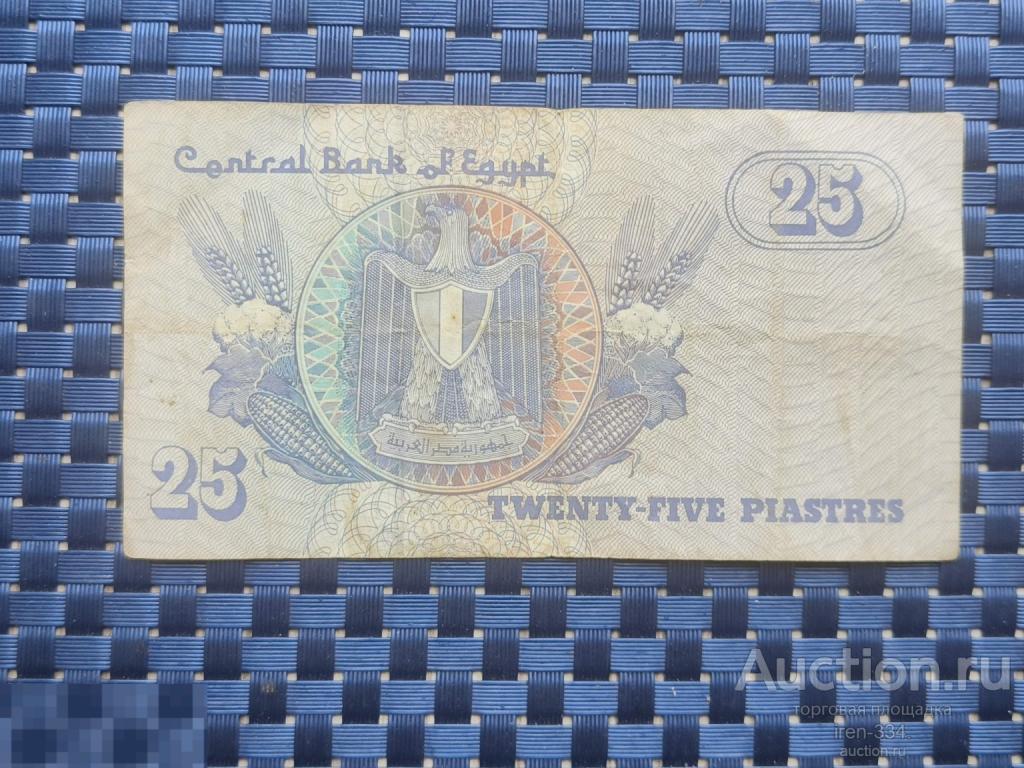 Central Bank of Egypt
25
جمهورية مصر العربية
25
TWENTY-FIVE PIASTRES
Auction.ru
торговая площадка
iren-334.
auction.ru